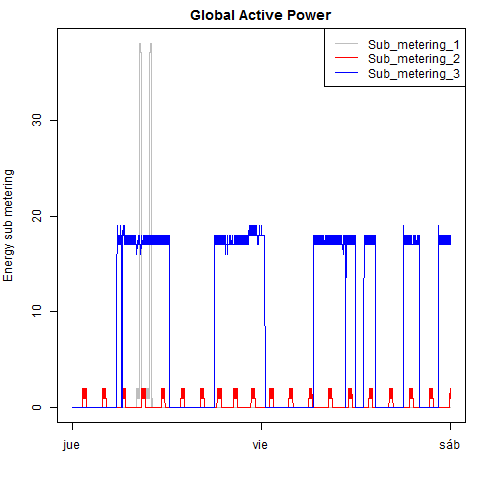 Global Active Power
Sub_metering_1
Sub_metering_2
Sub_metering_3
Energy sub metering
30
20
10
0
jue
vie
sáb